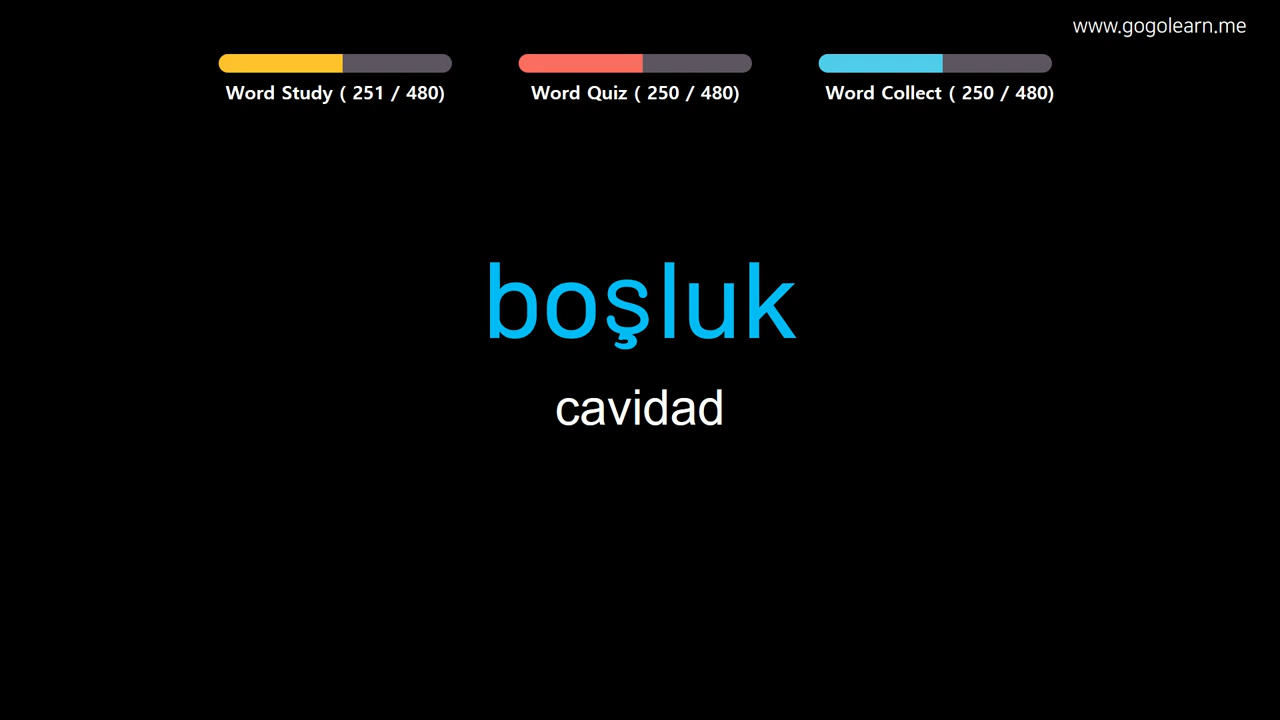 www.gogolearn.me
Word Study ( 251 / 480)
Word Quiz ( 250 / 480)
Word Collect ( 250 / 480)
boşluk
cavidad